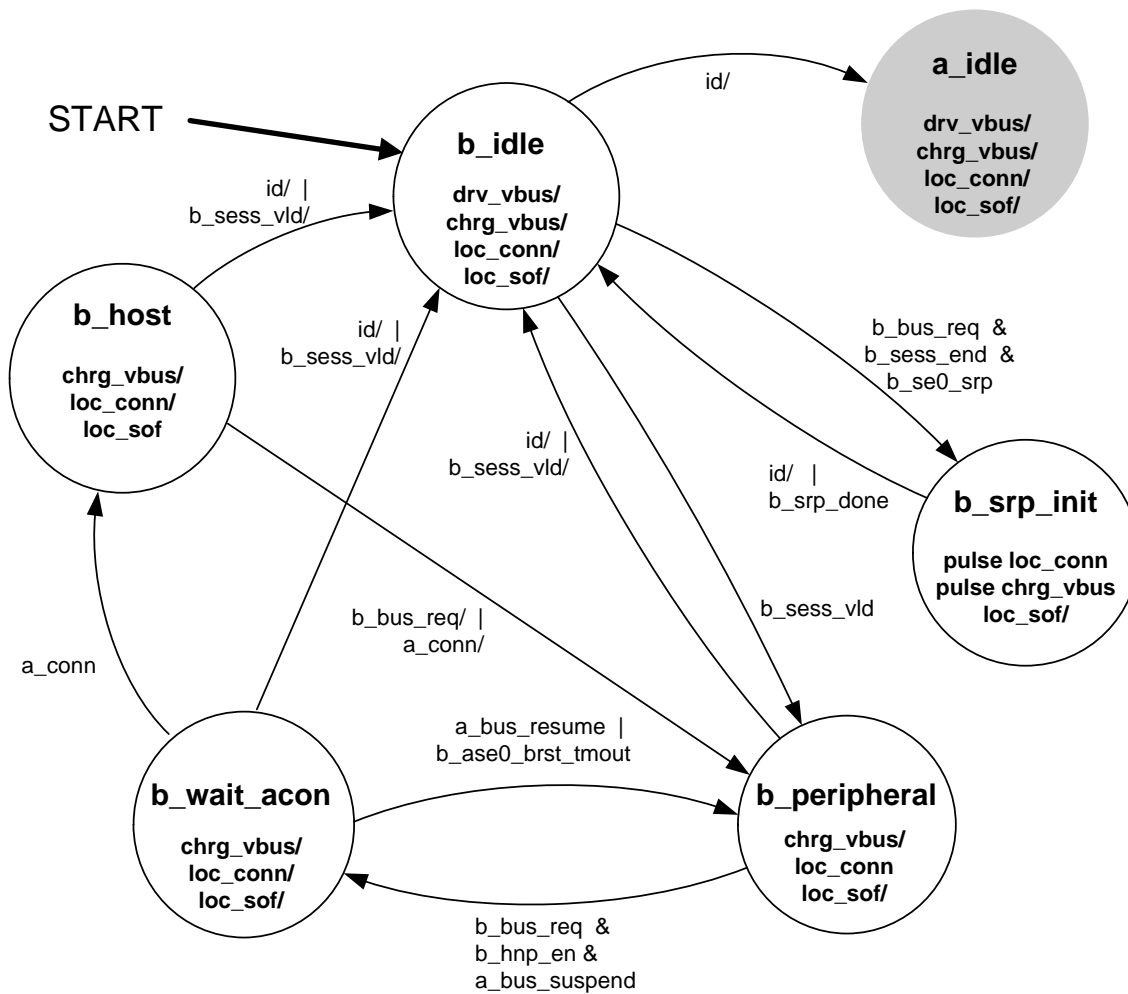 START
id/
a_idle
drv_vbus/
chrg_vbus/
loc_conn/
loc_sof/
b_idle
drv_vbus/
chrg_vbus/
loc_conn/
loc_sof/
id/ |
b_sess_vld/
b_host
chrg_vbus/
loc_conn/
loc_sof
id/ |
b_sess_vld/
b_bus_req &
b_sess_end &
b_se0_srp
id/ |
b_sess_vld/
id/ |
b_srp_done
b_srp_init
pulse loc_conn
pulse chrg_vbus
loc_sof/
b_bus_req/ |
a_conn/
b_sess_vld
a_conn
a_bus_resume |
b_ase0_brst_tmout
b_wait_acon
chrg_vbus/
loc_conn/
loc_sof/
b_peripheral
chrg_vbus/
loc_conn
loc_sof/
b_bus_req &
b_hnp_en &
a_bus_suspend